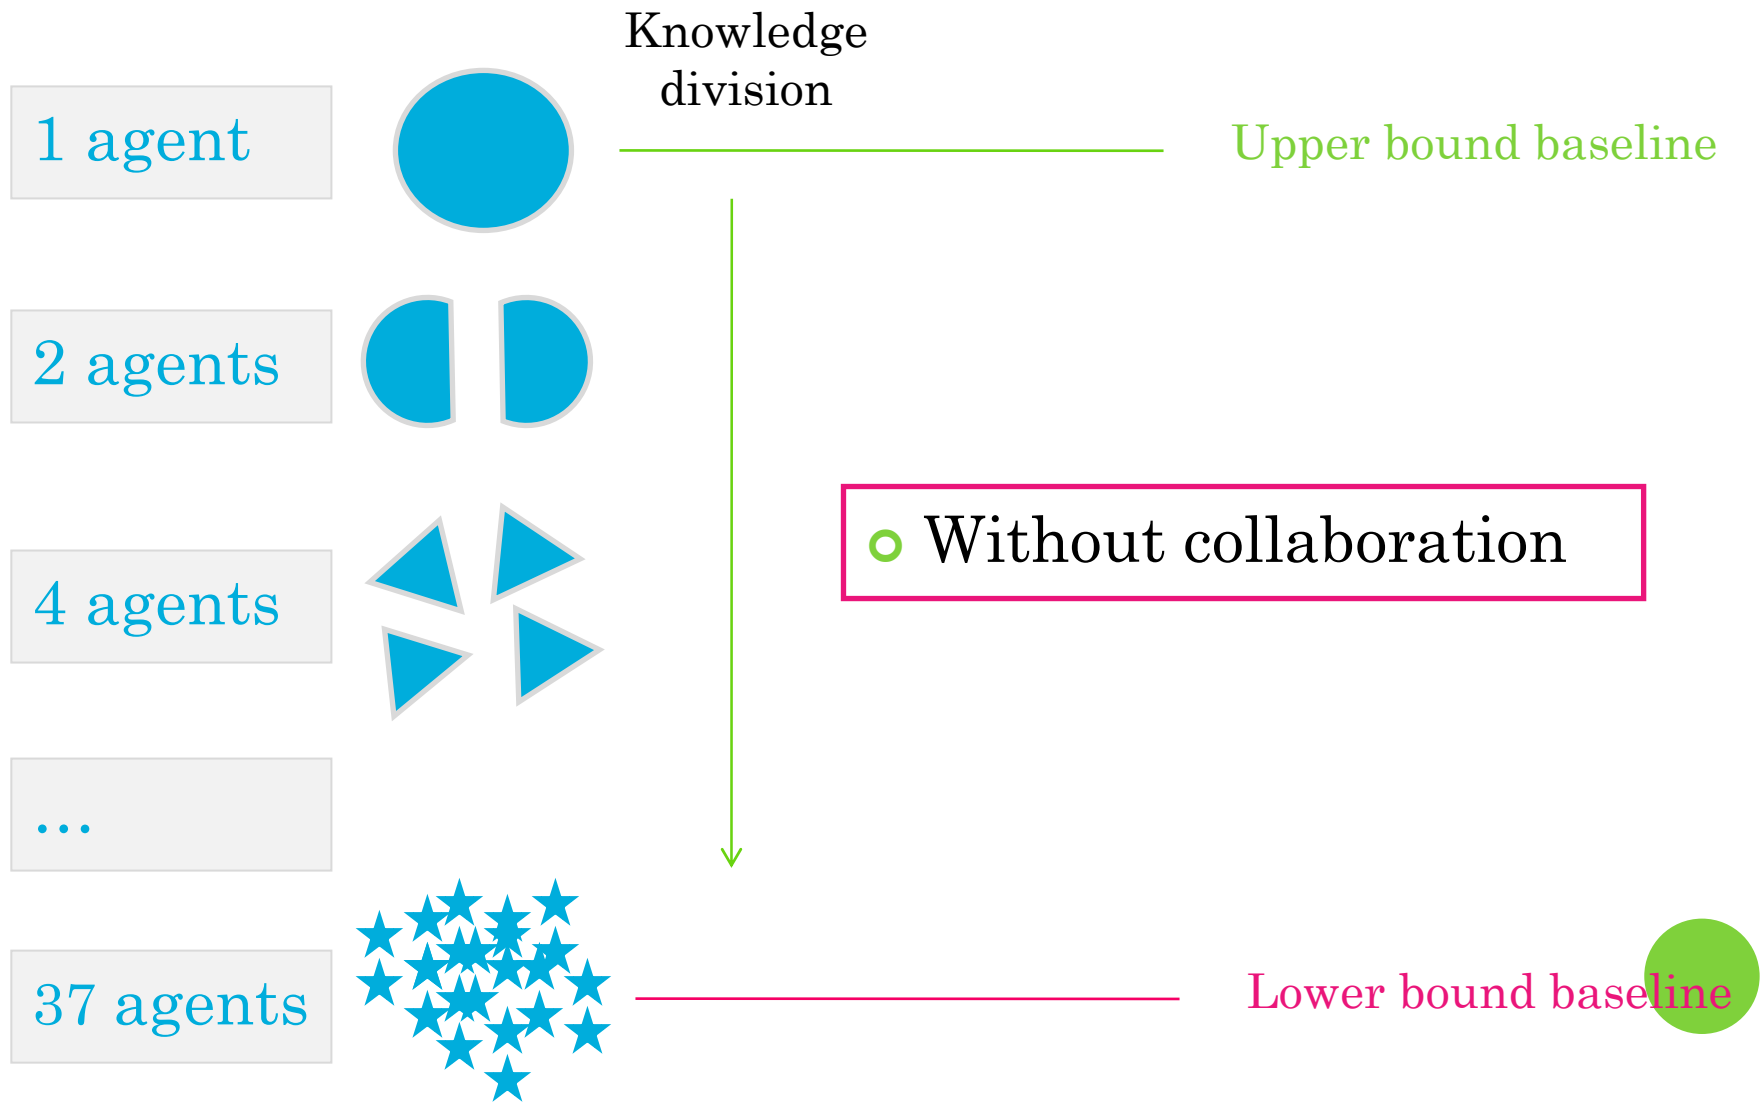 Knowledge
division
1 agent
Upper bound baseline
2 agents
Without collaboration
4 agents
...
37 agents
Lower bound baseline